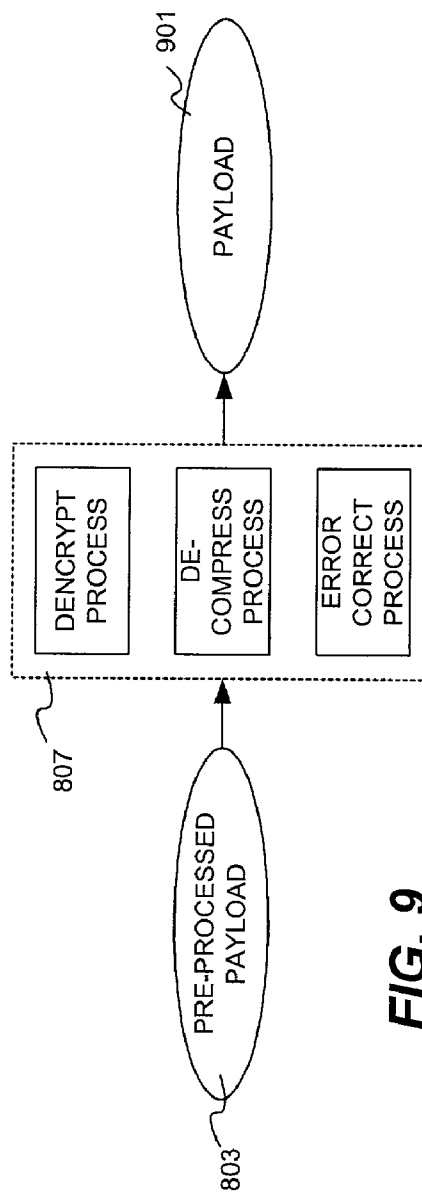 803
PRE-PROCESSED
PAYLOAD
807
DENCRYPT
PROCESS
DE-
COMPRESS
PROCESS
ERROR
CORRECT
PROCESS
901
PAYLOAD
FIG. 9